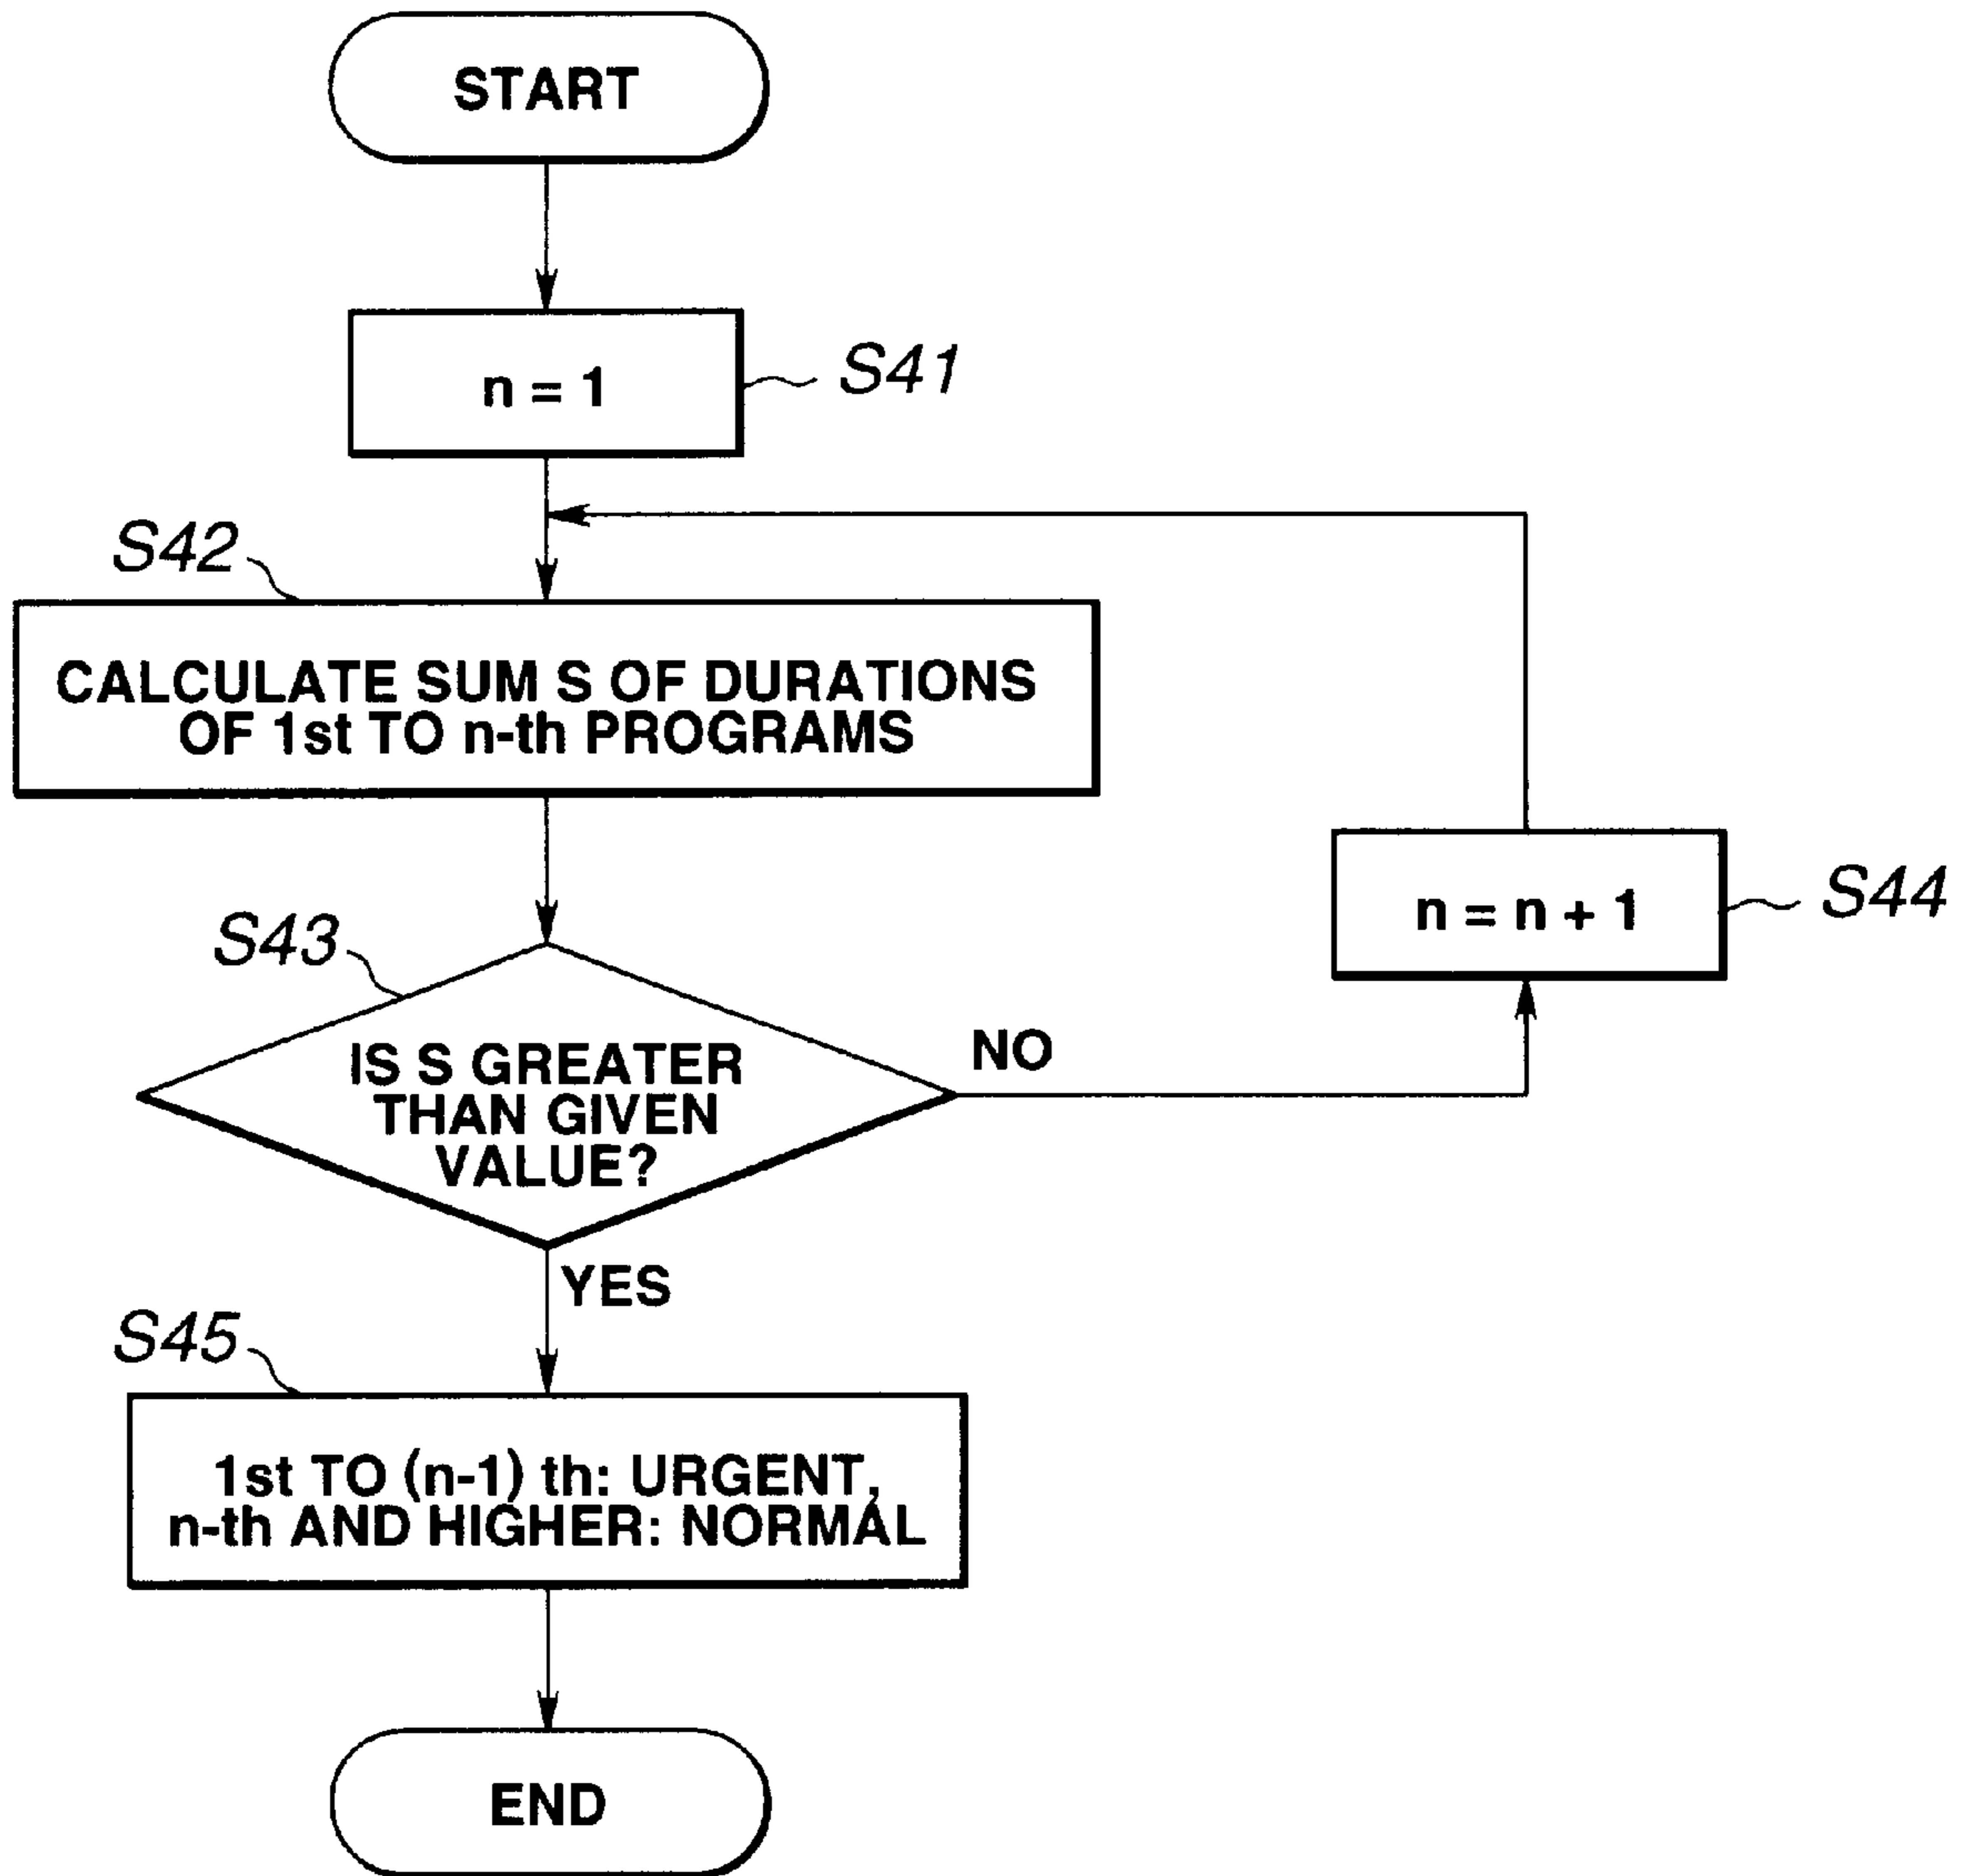 START
n = 1
S41
S42
CALCULATE SUM S OF DURATIONS
OF 1st TO n-th PROGRAMS
n = n + 1
S44
S43
IS S GREATER
THAN GIVEN
VALUE?
NO
YES
S45
1st TO (n-1) th: URGENT,
n-th AND HIGHER: NORMAL
END